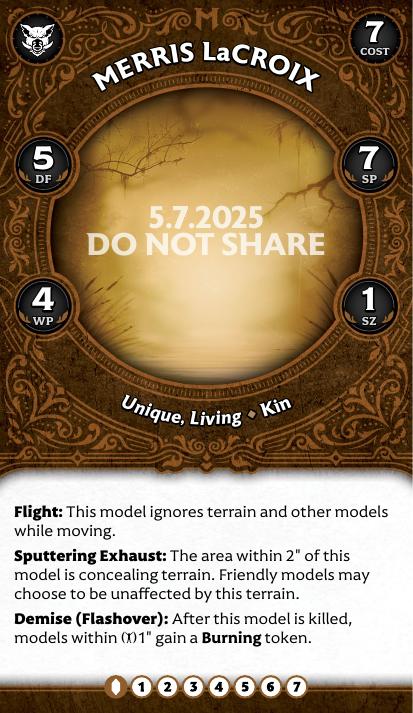 7
COST
MERRIS LaCROIX
5
DF
7
SP
5.7.2025
DO NOT SHARE
4
WP
1
SZ
Unique, Living ⬥ Kin
Flight: This model ignores terrain and other models
while moving.
Sputtering Exhaust: The area within 2" of this
model is concealing terrain. Friendly models may
choose to be unaffected by this terrain.
Demise (Flashover): After this model is killed,
models within 1" gain a Burning token.
1 2 3 4 5 6 7